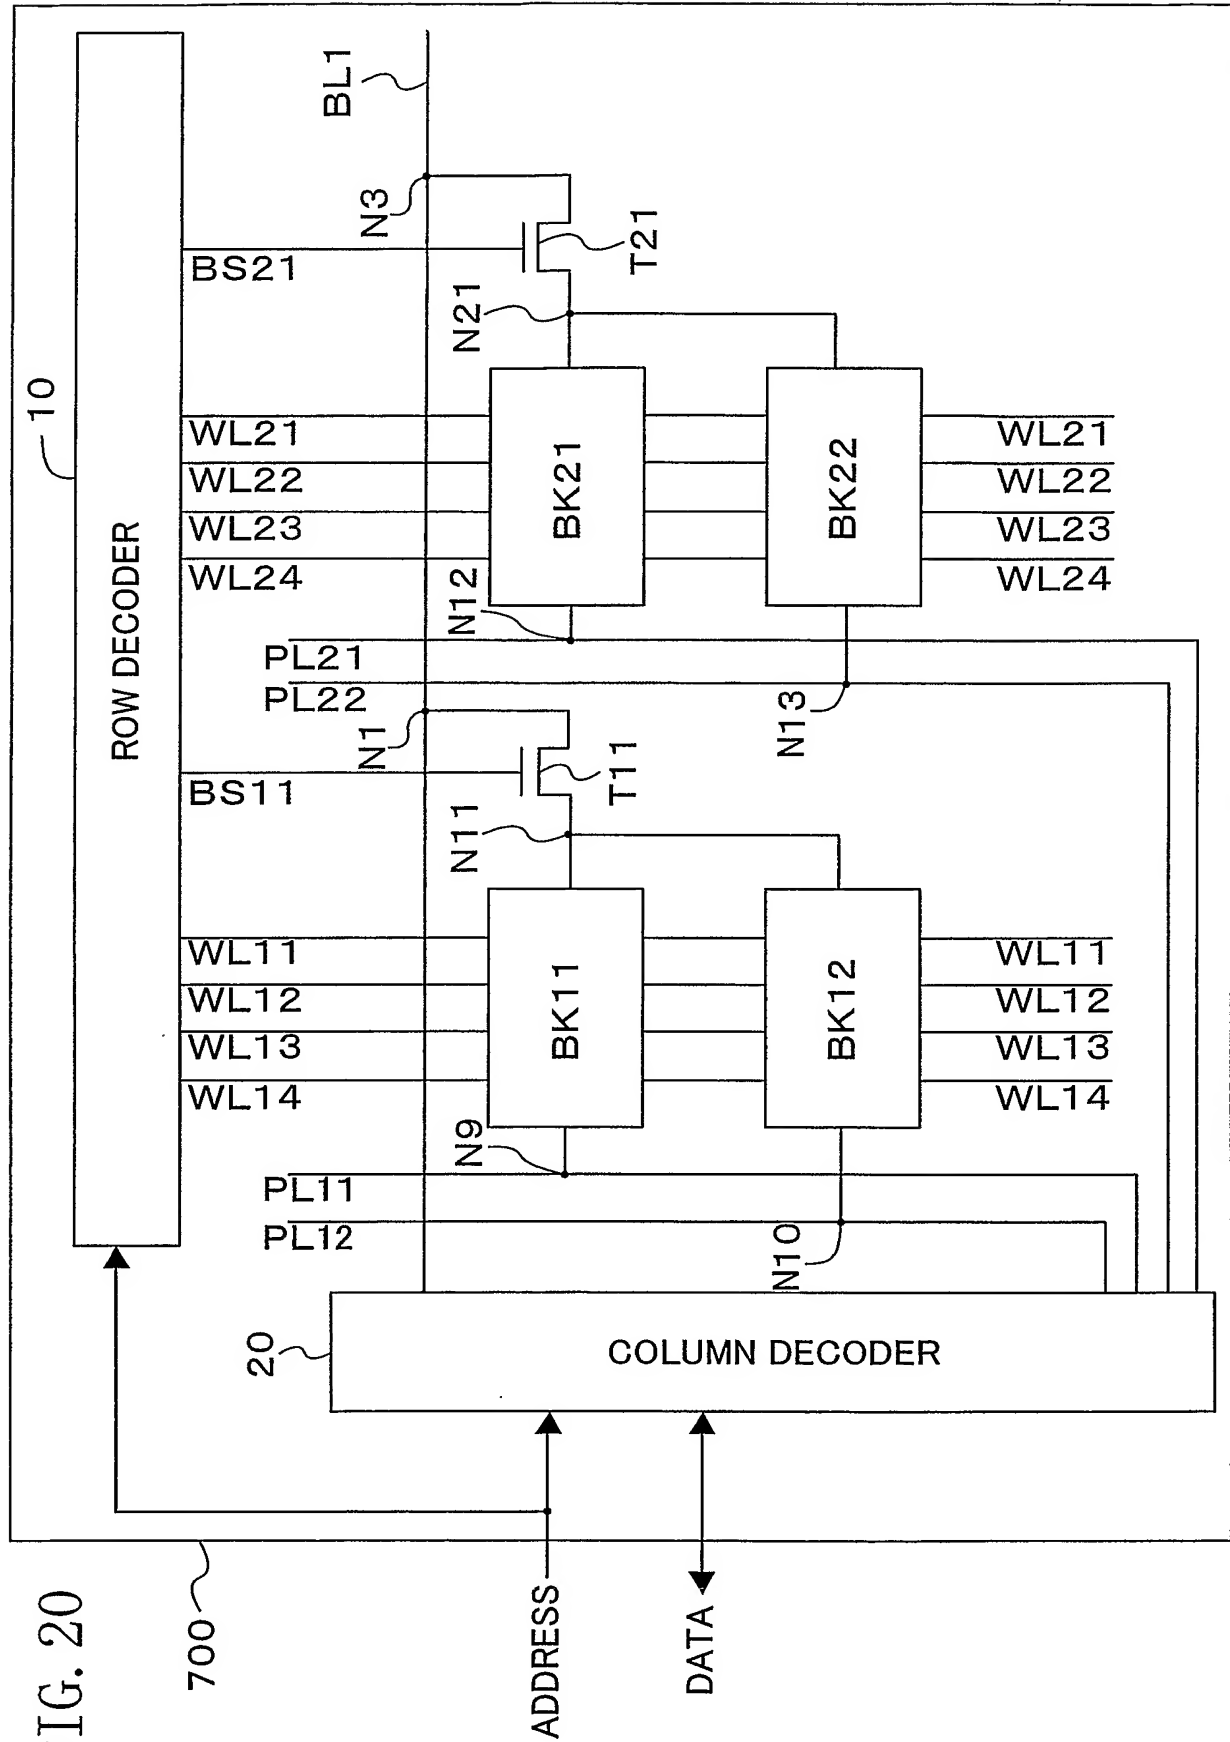 IG. 20
700
10
ROW DECODER
BL1
N3
BS21
T21
N21
WL21
WL22
WL23
WL24
BK21
BK22
WL21
WL22
WL23
WL24
N12
PL21
PL22
N13
N1
BS11
T11
N11
WL11
WL12
WL13
WL14
BK11
BK12
WL11
WL12
WL13
WL14
N9
PL11
PL12
N10
20
COLUMN DECODER
ADDRESS
DATA